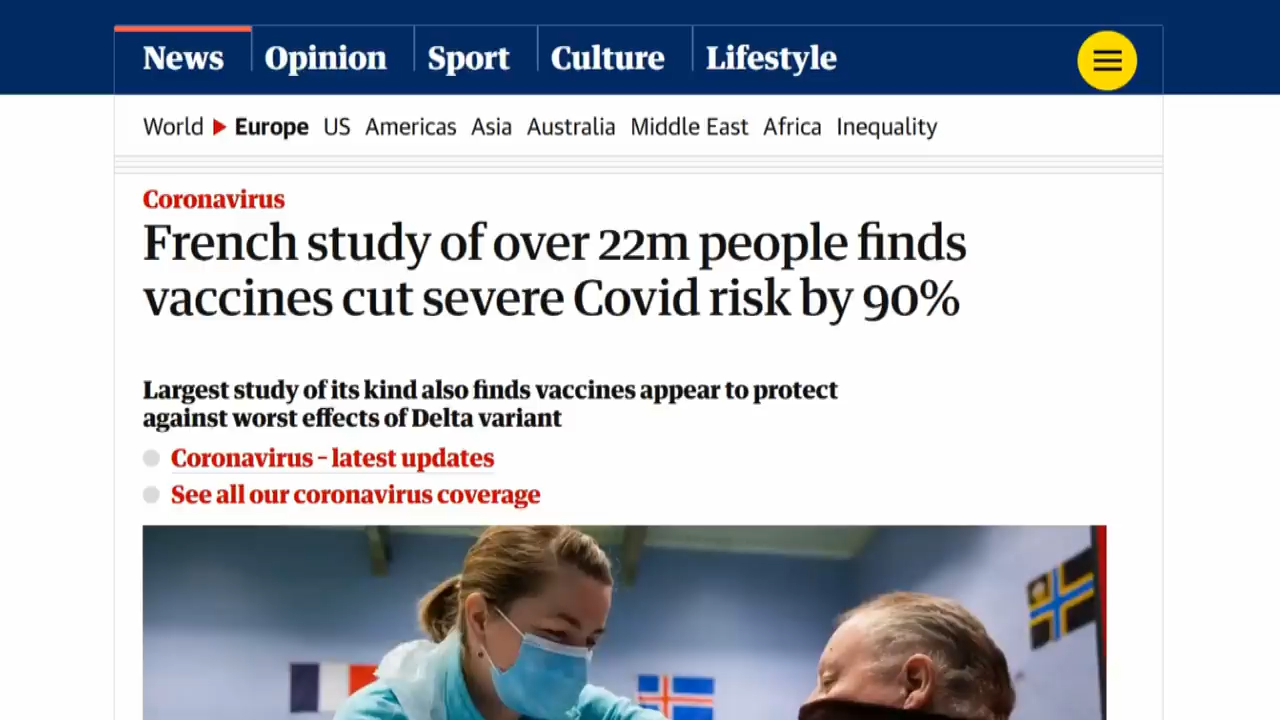 News Opinion Sport Culture Lifestyle
World Europe US Americas Asia Australia Middle East Africa Inequality
Coronavirus
French study of over 22m people finds
vaccines cut severe Covid risk by 90%
Largest study of its kind also finds vaccines appear to protect
against worst effects of Delta variant
Coronavirus – latest updates
See all our coronavirus coverage